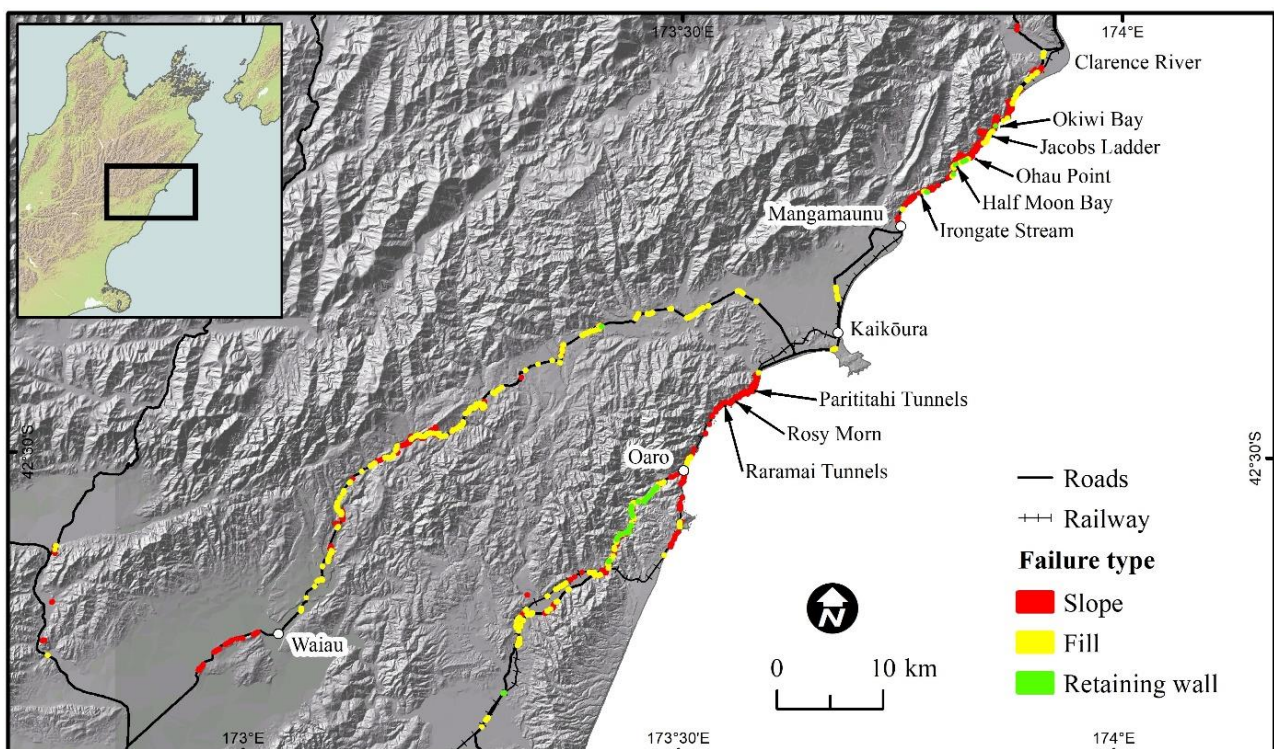 173°30'
174°
Clarence River
Okiwi Bay
Jacobs Ladder
Ohau Point
Half Moon Bay
Irongate Stream
Mangamaunu
Kaikōura
Parititahi Tunnels
Rosy Morn
Raramai Tunnels
Oaro
Waiau
42°30'S
42°30'S
Roads
Railway
Failure type
Slope
Fill
Retaining wall
N
0 10 km
173°E
173°30'E
174°E